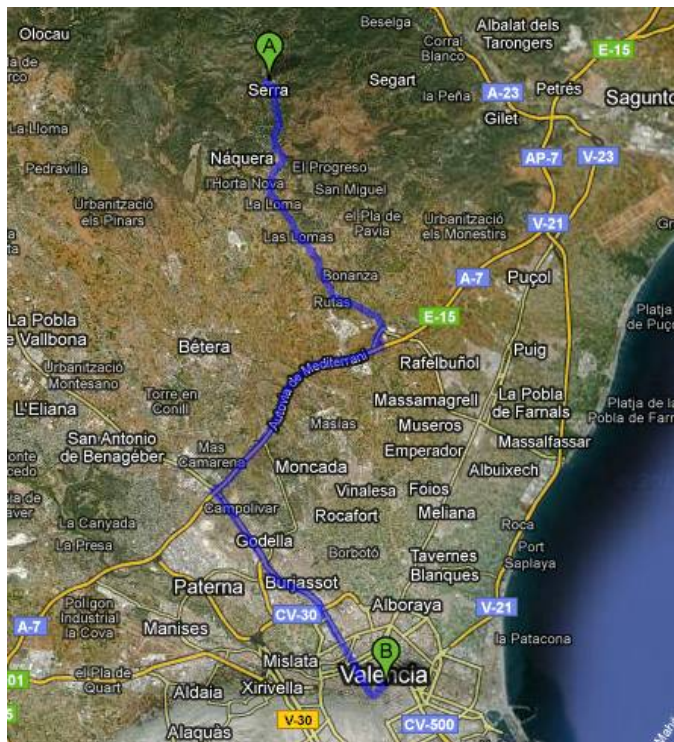 Beselga
Albalat dels
Tarongers
Olocau
E-15
A
Corral
Blanco
Segart
Serra
la Peña
A-23
Petrés
Sagunto
Gilet
La Lloma
Náquera
El Progreso
AP-7
V-23
Pedravilla
l'Horta Nova
San Miguel
La Loma
Urbanització
els Pinars
el Pla de
Pavia
Urbanització
els Monestirs
V-21
Las Lomas
Bonanza
A-7
Puçol
Rutas
E-15
Platja
de Puço
La Pobla
de Vallbona
Bétera
Autovía de Mediterrani
Rafelbuñol
Puig
Urbanització
Montesano
Torre en
Conill
L'Eliana
Massamagrell
La Pobla
de Farnals
Platja de la
Pobla de Farn
Masías
Museros
San Antonio
de Benagéber
Mas
Camarena
Emperador
Massalfassar
Moncada
Albuixech
Vinalesa
Foios
Campolivar
La Canyada
Rocafort
Meliana
Roca
La Presa
Godella
Borbotó
Port
Saplaya
Tavernes
Blanques
Paterna
Burjassot
Polígon
Industrial
la Cova
CV-30
Alboraya
V-21
A-7
Manises
la Patacona
B
el Pla de
Quart
Mislata
Valencia
01
Aldaia
Xirivella
V-30
CV-500
Alaquàs